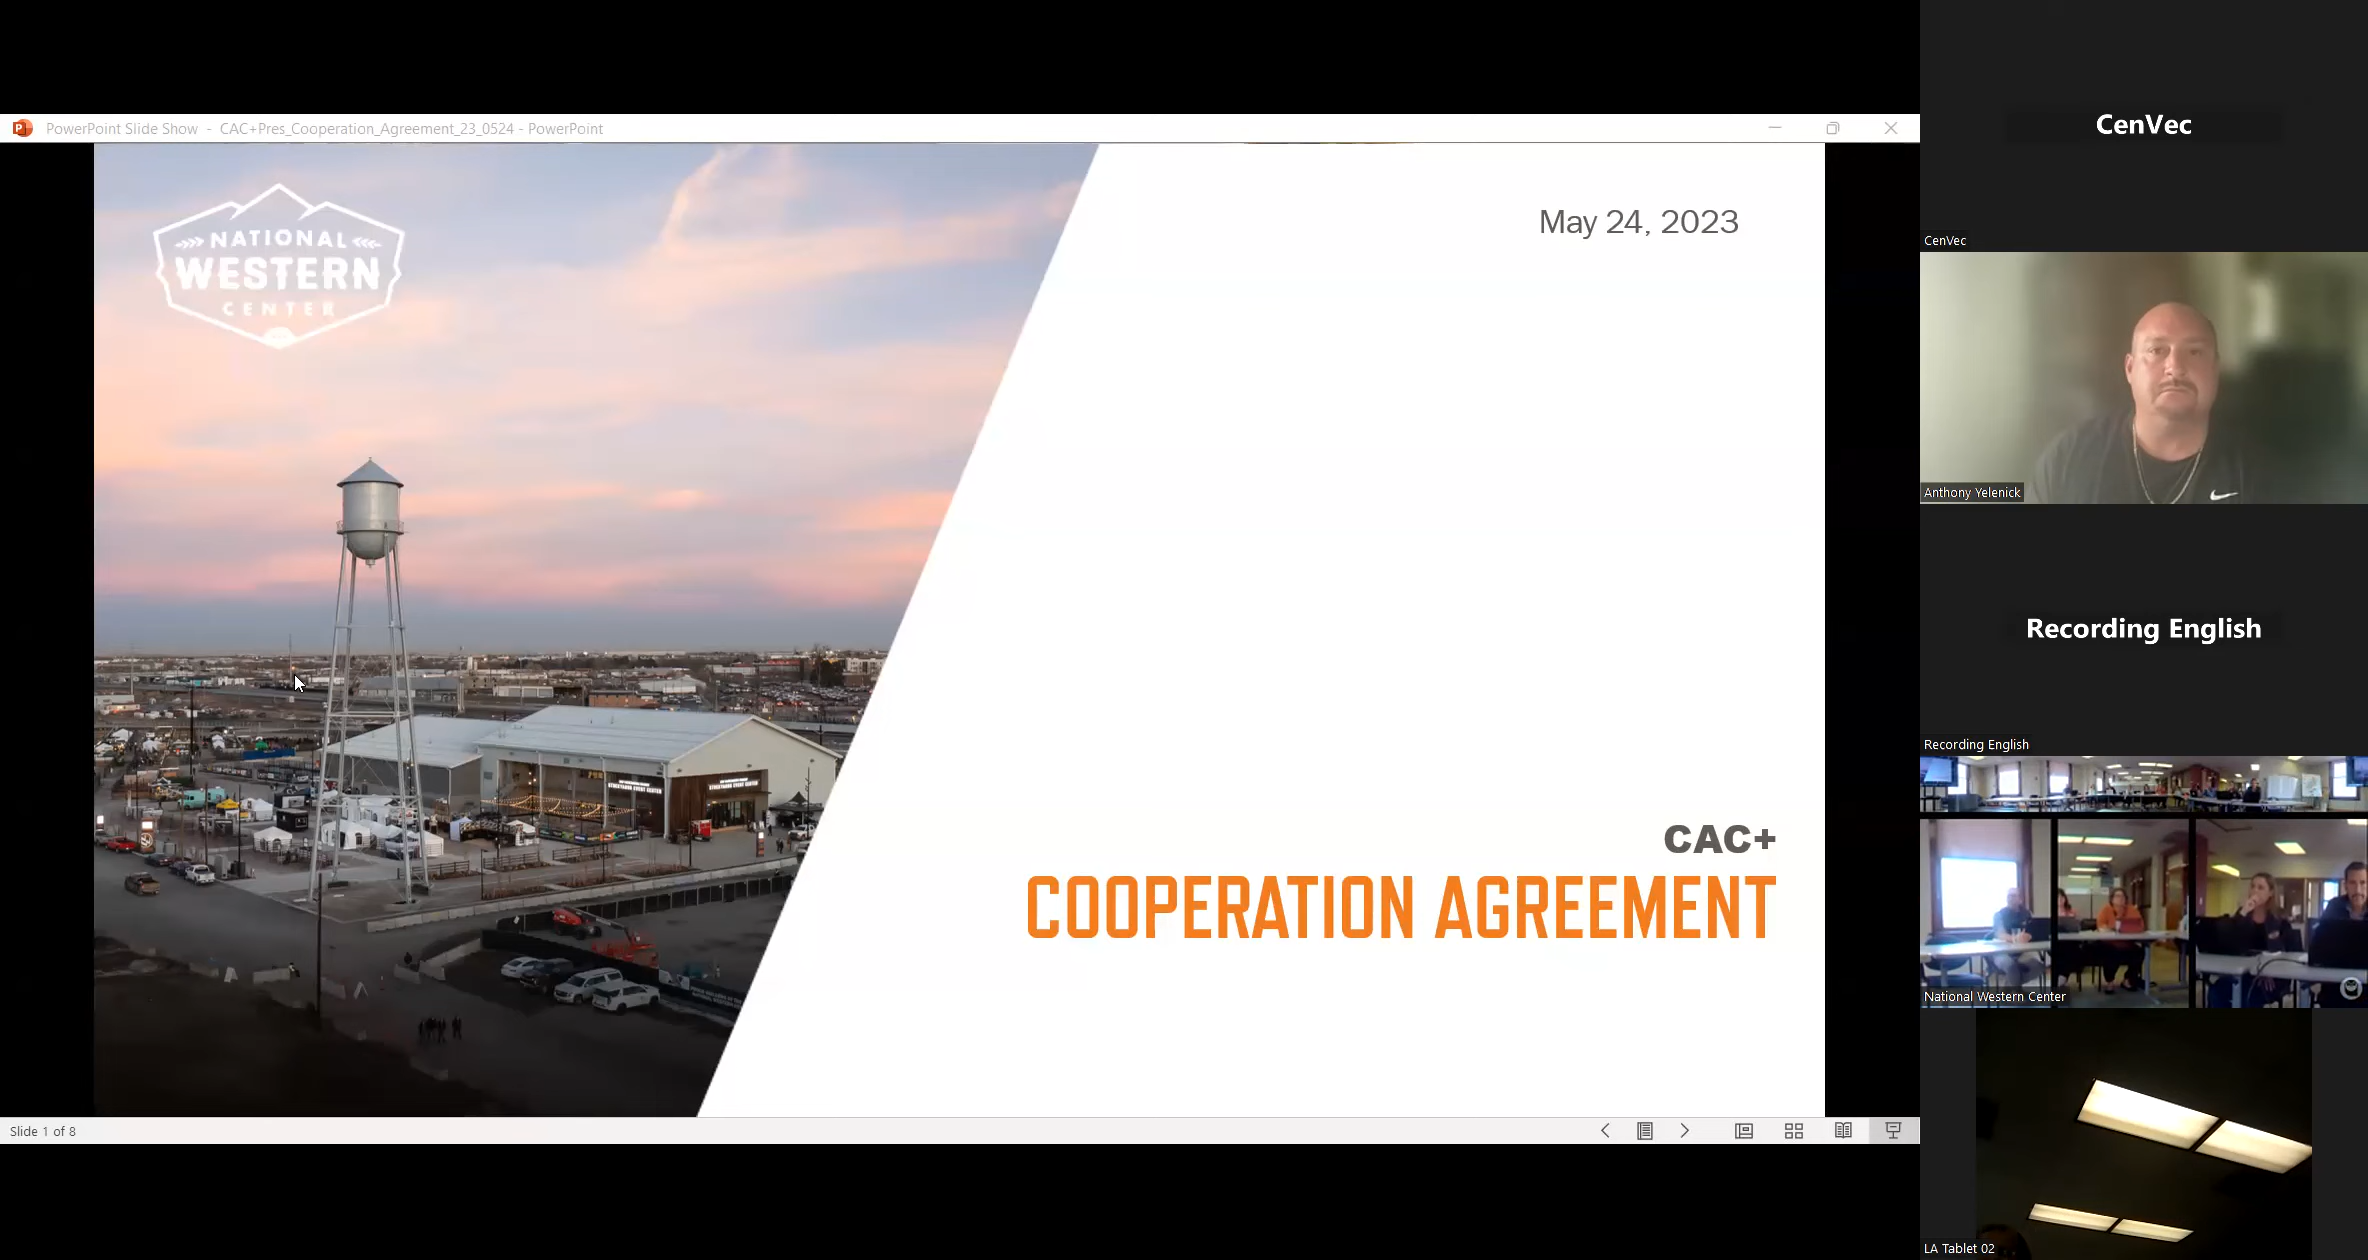 PowerPoint Slide Show - CAC+Pres_Cooperation_Agreement_23_0524 - PowerPoint
NATIONAL
WESTERN
CENTER
May 24, 2023
CAC+
COOPERATION AGREEMENT
Slide 1 of 8
CenVec
CenVec
Anthony Yelenick
Recording English
Recording English
National Western Center
LA Tablet 02